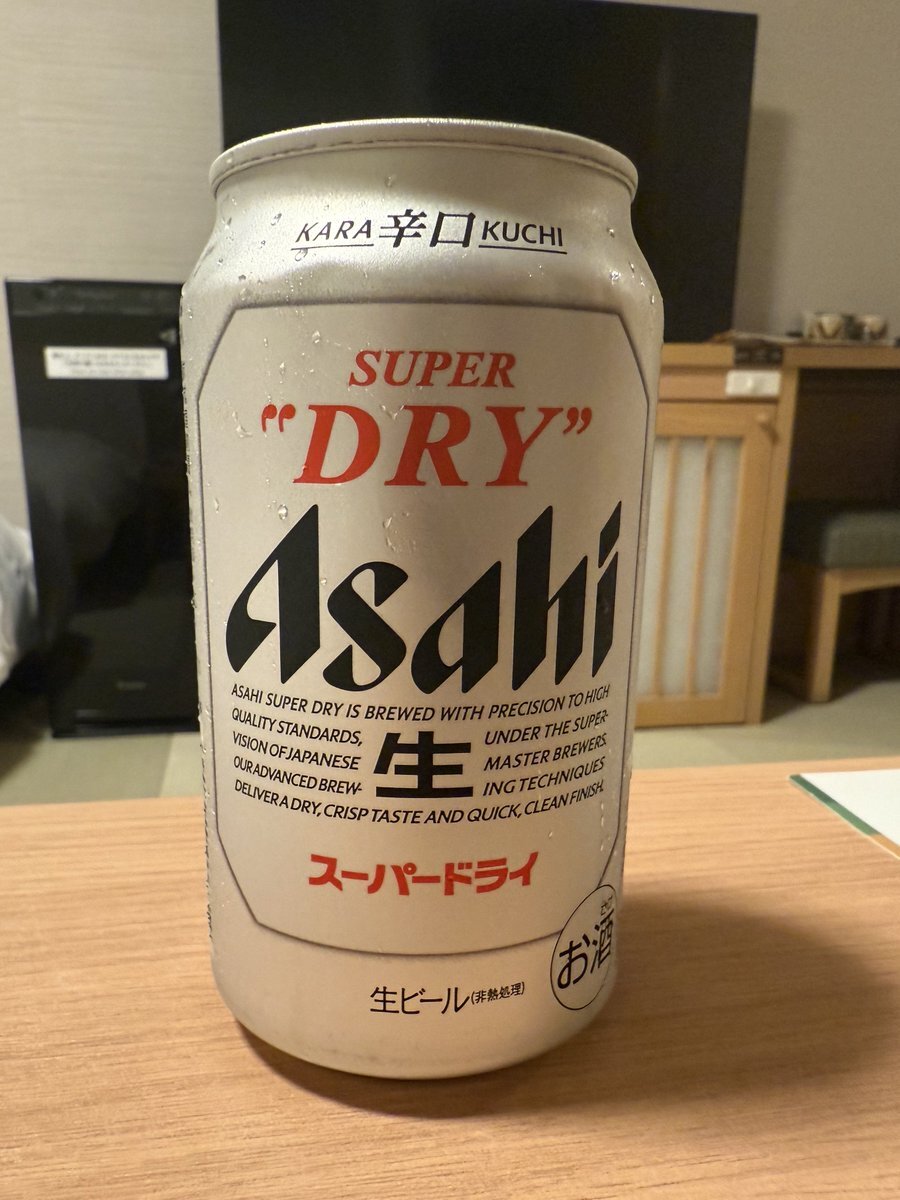 KARA 辛口 KUCHI
SUPER
"DRY"
Asahi
ASAHI SUPER DRY IS BREWED WITH PRECISION TO HIGH
QUALITY STANDARDS, UNDER THE SUPER-
VISION OF JAPANESE MASTER BREWERS.
OUR ADVANCED BREW- ING TECHNIQUES
生
DELIVER A DRY, CRISP TASTE AND QUICK, CLEAN FINISH.
スーパードライ
お酒
生ビール(非熱処理)